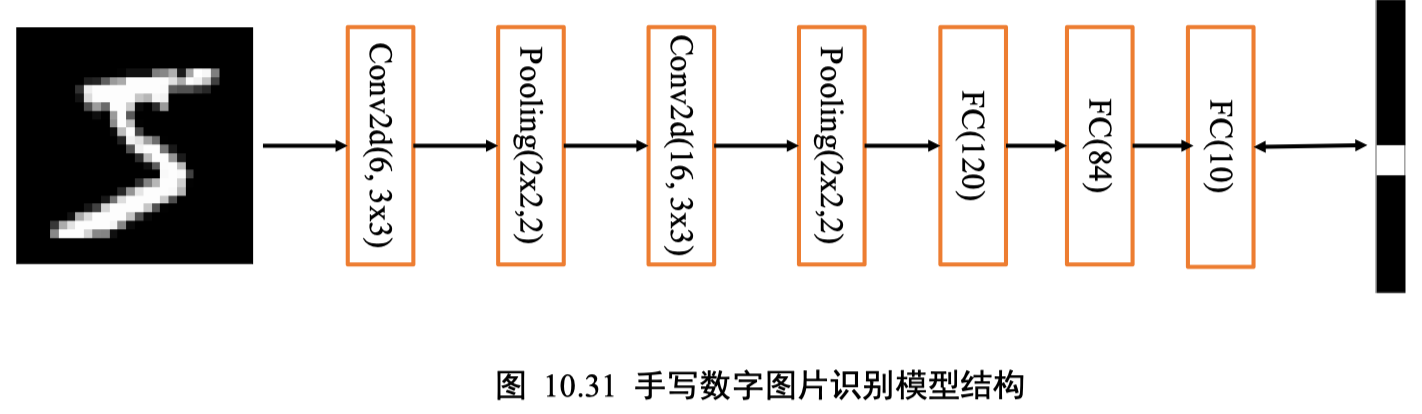 Conv2d(6, 3x3)
Pooling(2x2,2)
Conv2d(16, 3x3)
Pooling(2x2,2)
FC(120)
FC(84)
FC(10)
图 10.31 手写数字图片识别模型结构